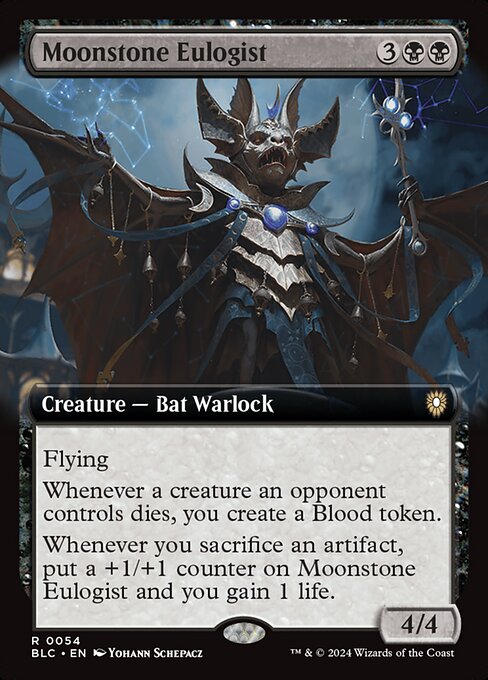 Moonstone Eulogist 3
Creature — Bat Warlock
Flying
Whenever a creature an opponent
controls dies, you create a Blood token.
Whenever you sacrifice an artifact,
put a +1/+1 counter on Moonstone
Eulogist and you gain 1 life.
4/4
R 0054
BLC • EN Yohann Schepacz
™ & © 2024 Wizards of the Coast